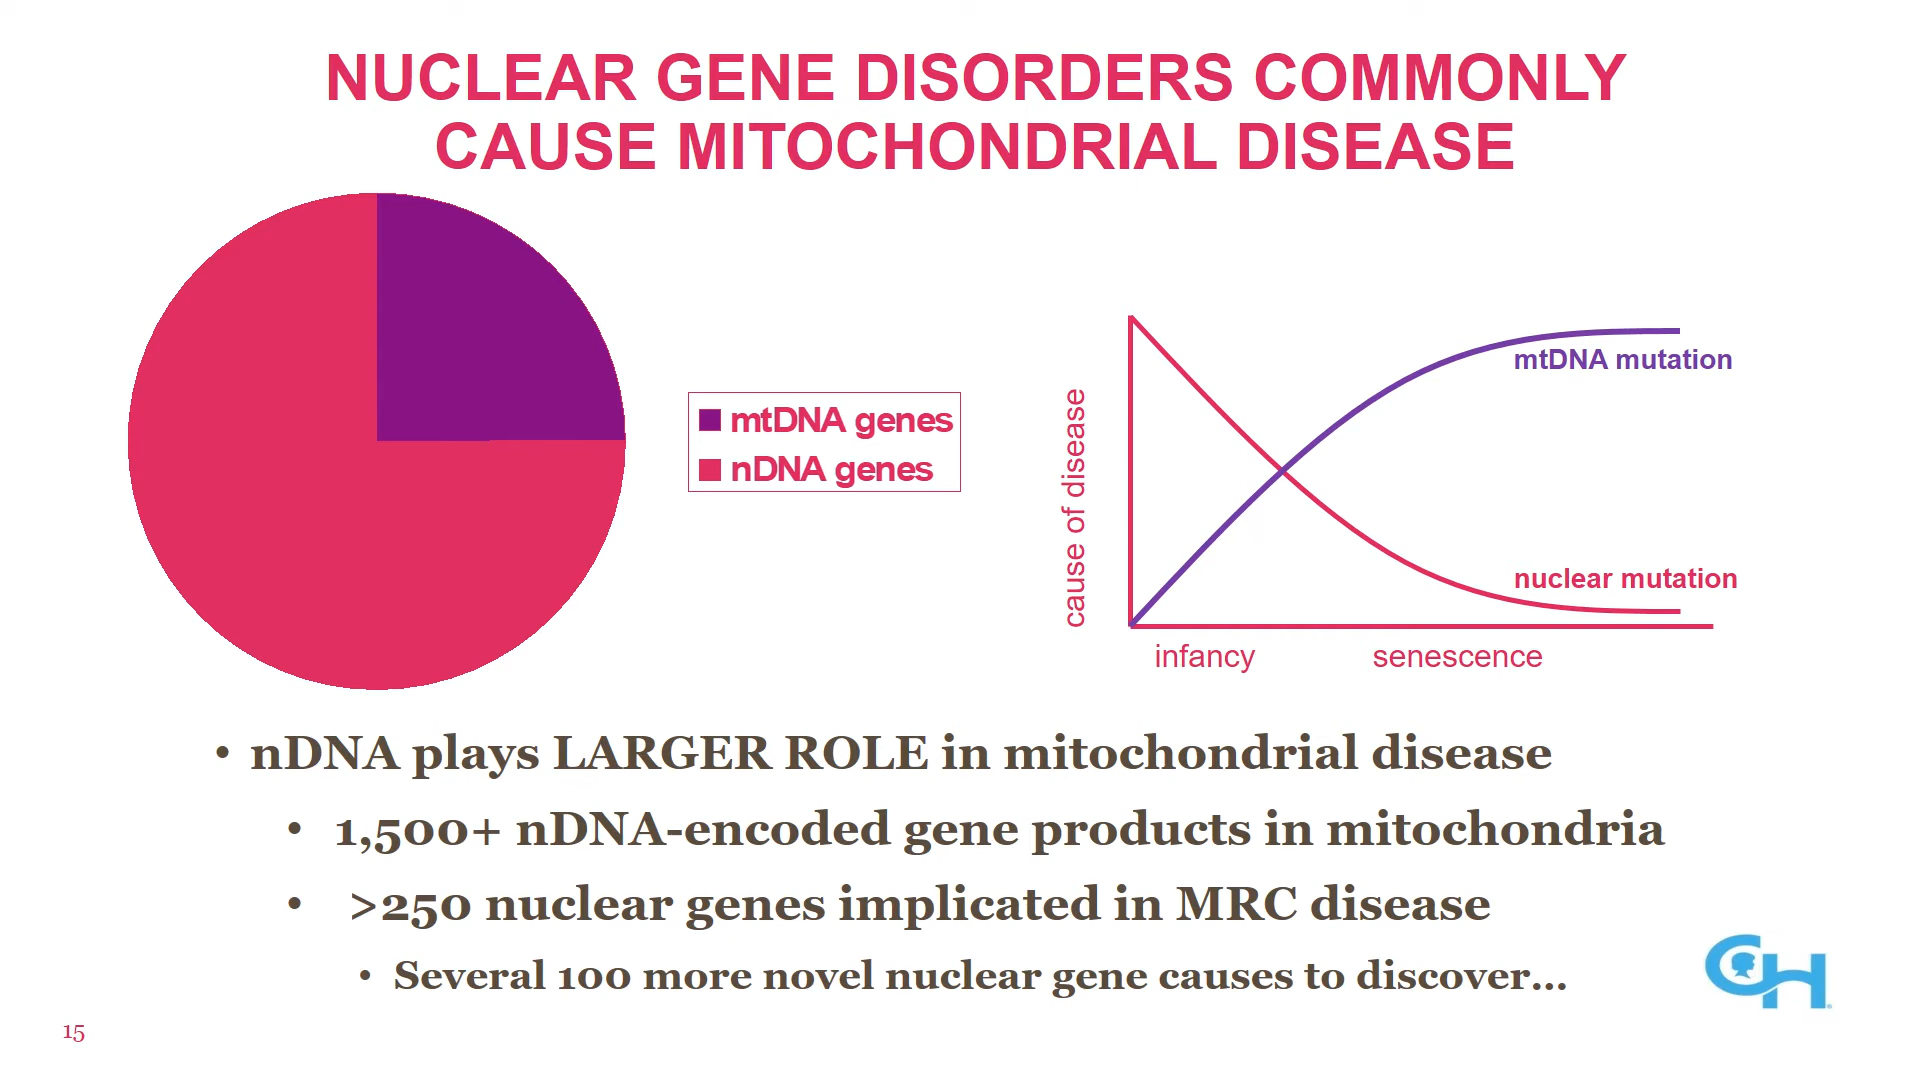 NUCLEAR GENE DISORDERS COMMONLY
CAUSE MITOCHONDRIAL DISEASE
mtDNA genes
nDNA genes
cause of disease
mtDNA mutation
nuclear mutation
infancy
senescence
• nDNA plays LARGER ROLE in mitochondrial disease
• 1,500+ nDNA-encoded gene products in mitochondria
• >250 nuclear genes implicated in MRC disease
• Several 100 more novel nuclear gene causes to discover...
CH
15